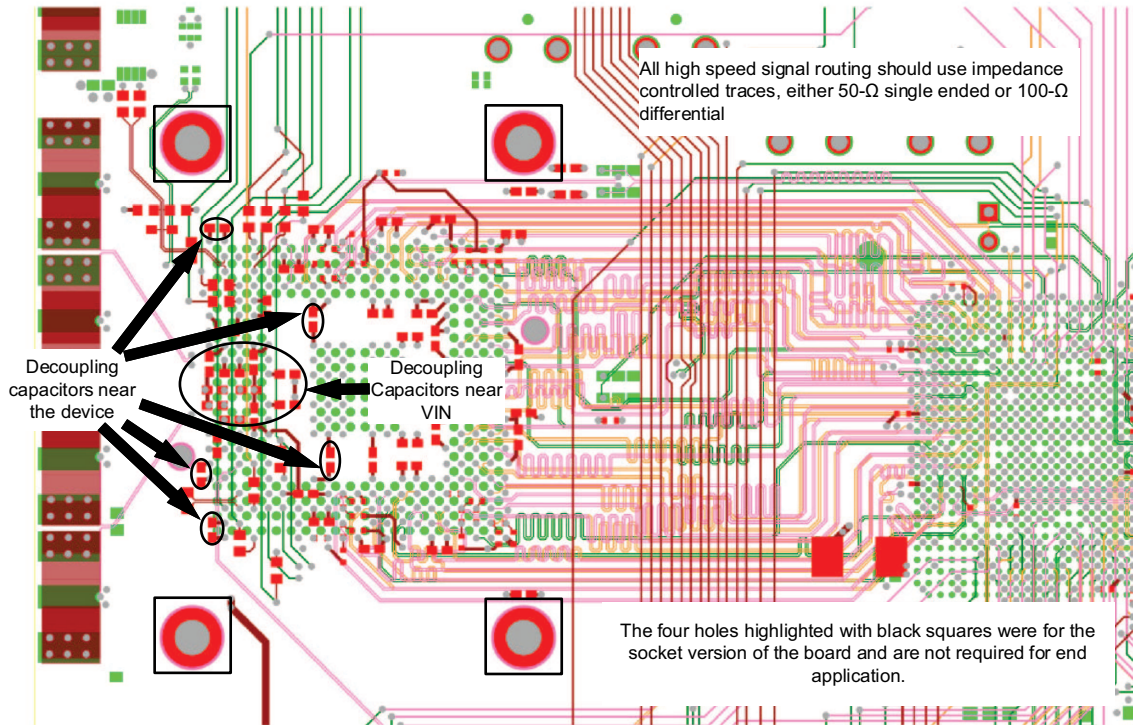 All high speed signal routing should use impedance
controlled traces, either 50-Ω single ended or 100-Ω
differential
Decoupling
capacitors near
the device
Decoupling
Capacitors near
VIN
The four holes highlighted with black squares were for the
socket version of the board and are not required for end
application.